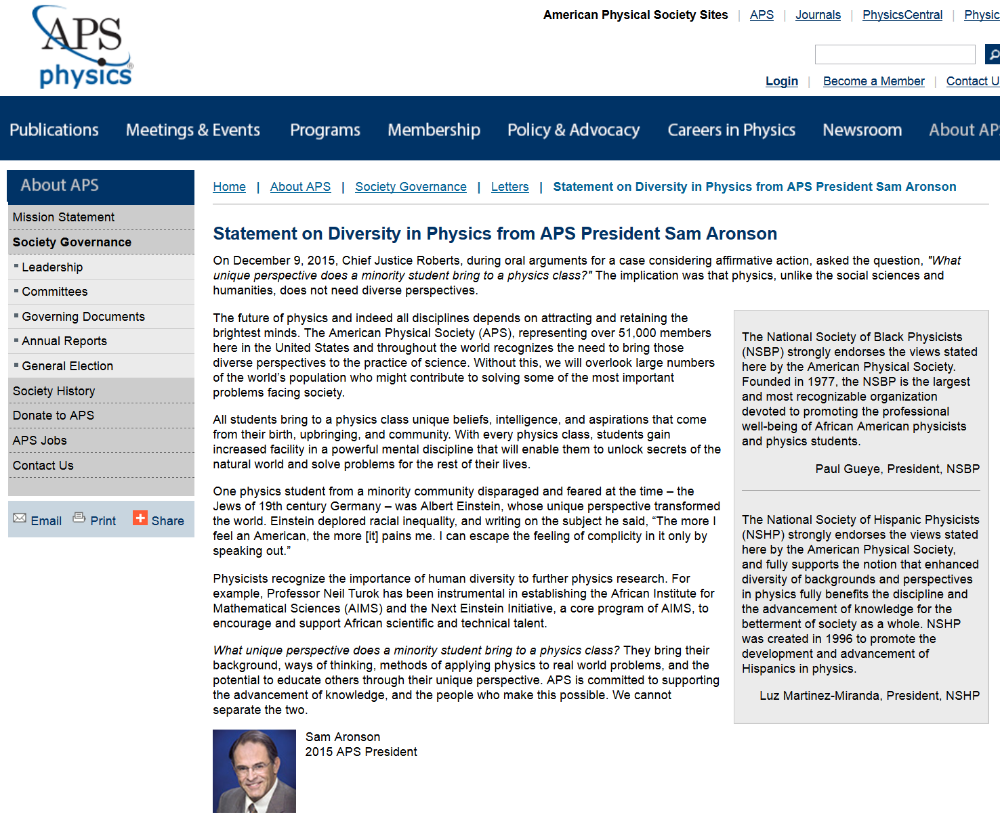 APS
physics®
American Physical Society Sites | APS | Journals | PhysicsCentral | Physic
Login | Become a Member | Contact U
Publications Meetings & Events Programs Membership Policy & Advocacy Careers in Physics Newsroom About AP
About APS
Mission Statement
Society Governance
Leadership
Committees
Governing Documents
Annual Reports
General Election
Society History
Donate to APS
APS Jobs
Contact Us
Email Print Share
Home | About APS | Society Governance | Letters | Statement on Diversity in Physics from APS President Sam Aronson
Statement on Diversity in Physics from APS President Sam Aronson
On December 9, 2015, Chief Justice Roberts, during oral arguments for a case considering affirmative action, asked the question, "What
unique perspective does a minority student bring to a physics class?" The implication was that physics, unlike the social sciences and
humanities, does not need diverse perspectives.
The future of physics and indeed all disciplines depends on attracting and retaining the
brightest minds. The American Physical Society (APS), representing over 51,000 members
here in the United States and throughout the world recognizes the need to bring those
diverse perspectives to the practice of science. Without this, we will overlook large numbers
of the world’s population who might contribute to solving some of the most important
problems facing society.
All students bring to a physics class unique beliefs, intelligence, and aspirations that come
from their birth, upbringing, and community. With every physics class, students gain
increased facility in a powerful mental discipline that will enable them to unlock secrets of the
natural world and solve problems for the rest of their lives.
One physics student from a minority community disparaged and feared at the time – the
Jews of 19th century Germany – was Albert Einstein, whose unique perspective transformed
the world. Einstein deplored racial inequality, and writing on the subject he said, “The more I
feel an American, the more [it] pains me. I can escape the feeling of complicity in it only by
speaking out.”
Physicists recognize the importance of human diversity to further physics research. For
example, Professor Neil Turok has been instrumental in establishing the African Institute for
Mathematical Sciences (AIMS) and the Next Einstein Initiative, a core program of AIMS, to
encourage and support African scientific and technical talent.
What unique perspective does a minority student bring to a physics class? They bring their
background, ways of thinking, methods of applying physics to real world problems, and the
potential to educate others through their unique perspective. APS is committed to supporting
the advancement of knowledge, and the people who make this possible. We cannot
separate the two.
Sam Aronson
2015 APS President
The National Society of Black Physicists
(NSBP) strongly endorses the views stated
here by the American Physical Society.
Founded in 1977, the NSBP is the largest
and most recognizable organization
devoted to promoting the professional
well-being of African American physicists
and physics students.
Paul Gueye, President, NSBP
The National Society of Hispanic Physicists
(NSHP) strongly endorses the views stated
here by the American Physical Society,
and fully supports the notion that enhanced
diversity of backgrounds and perspectives
in physics fully benefits the discipline and
the advancement of knowledge for the
betterment of society as a whole. NSHP
was created in 1996 to promote the
development and advancement of
Hispanics in physics.
Luz Martinez-Miranda, President, NSHP